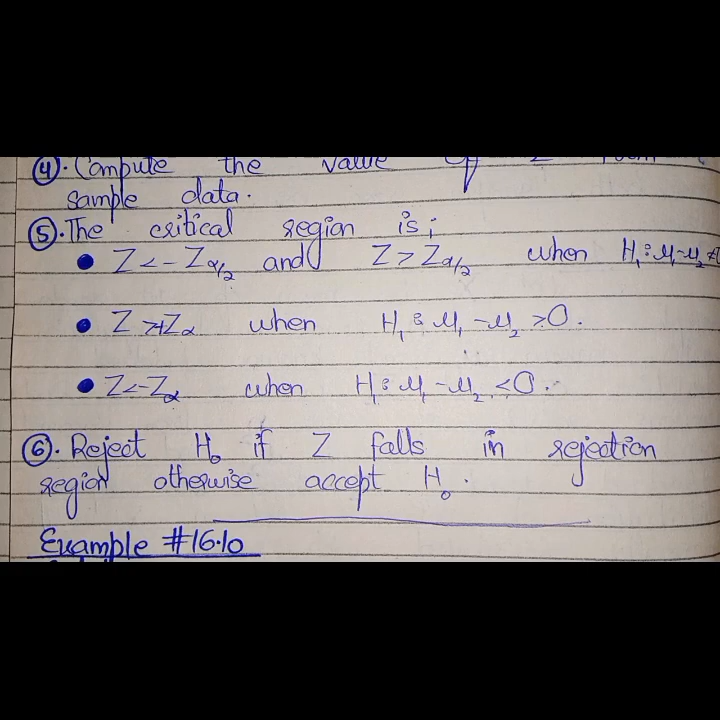 ④. Compute the value of Z from
sample data.
⑤. The critical region is;
• Z < - Zα/2 and Z > Zα/2 when H₁: μ₁-μ₂ ≠
• Z > +Zα when H₁: μ₁ - μ₂ > 0.
• Z < -Zα when H₁: μ₁ - μ₂ < 0.
⑥. Reject H₀ if Z falls in rejection
region otherwise accept H₀.
Example #16.10